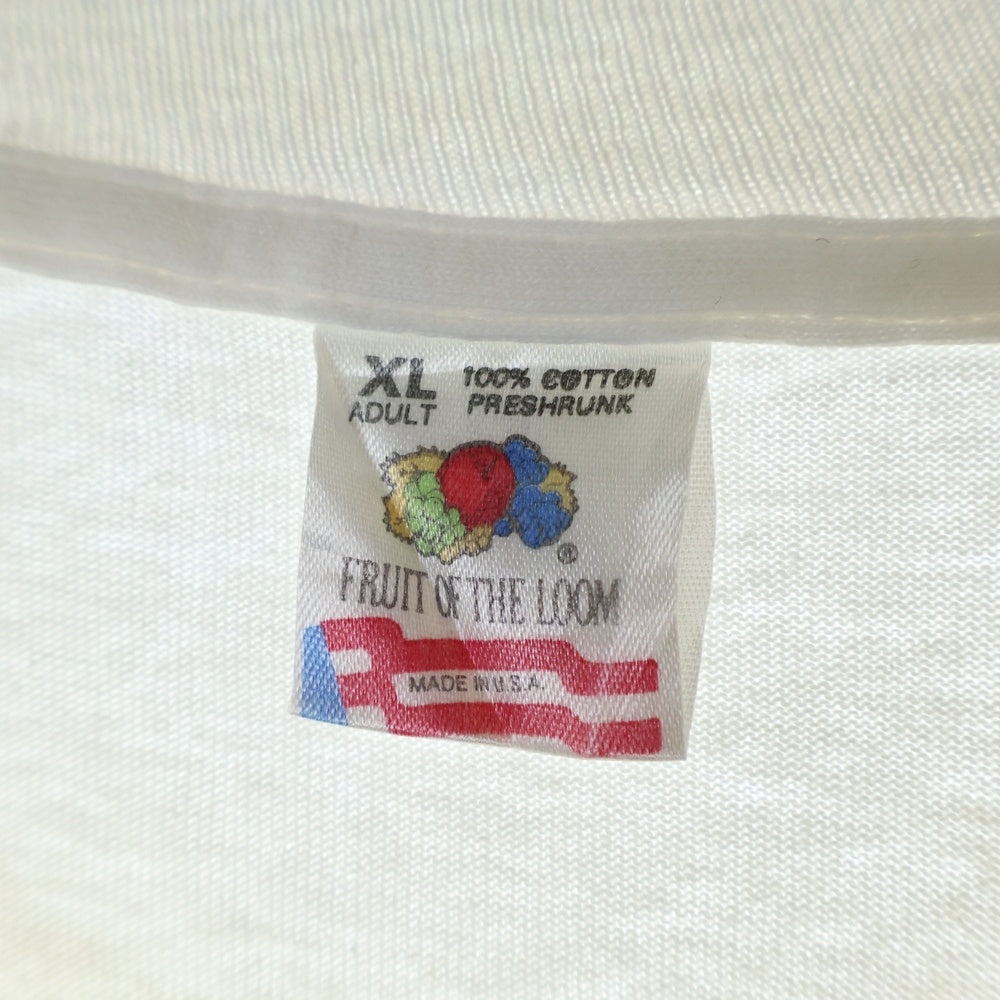 XL 100% COTTON
ADULT PRESHRUNK
®
FRUIT OF THE LOOM
MADE IN U.S.A.